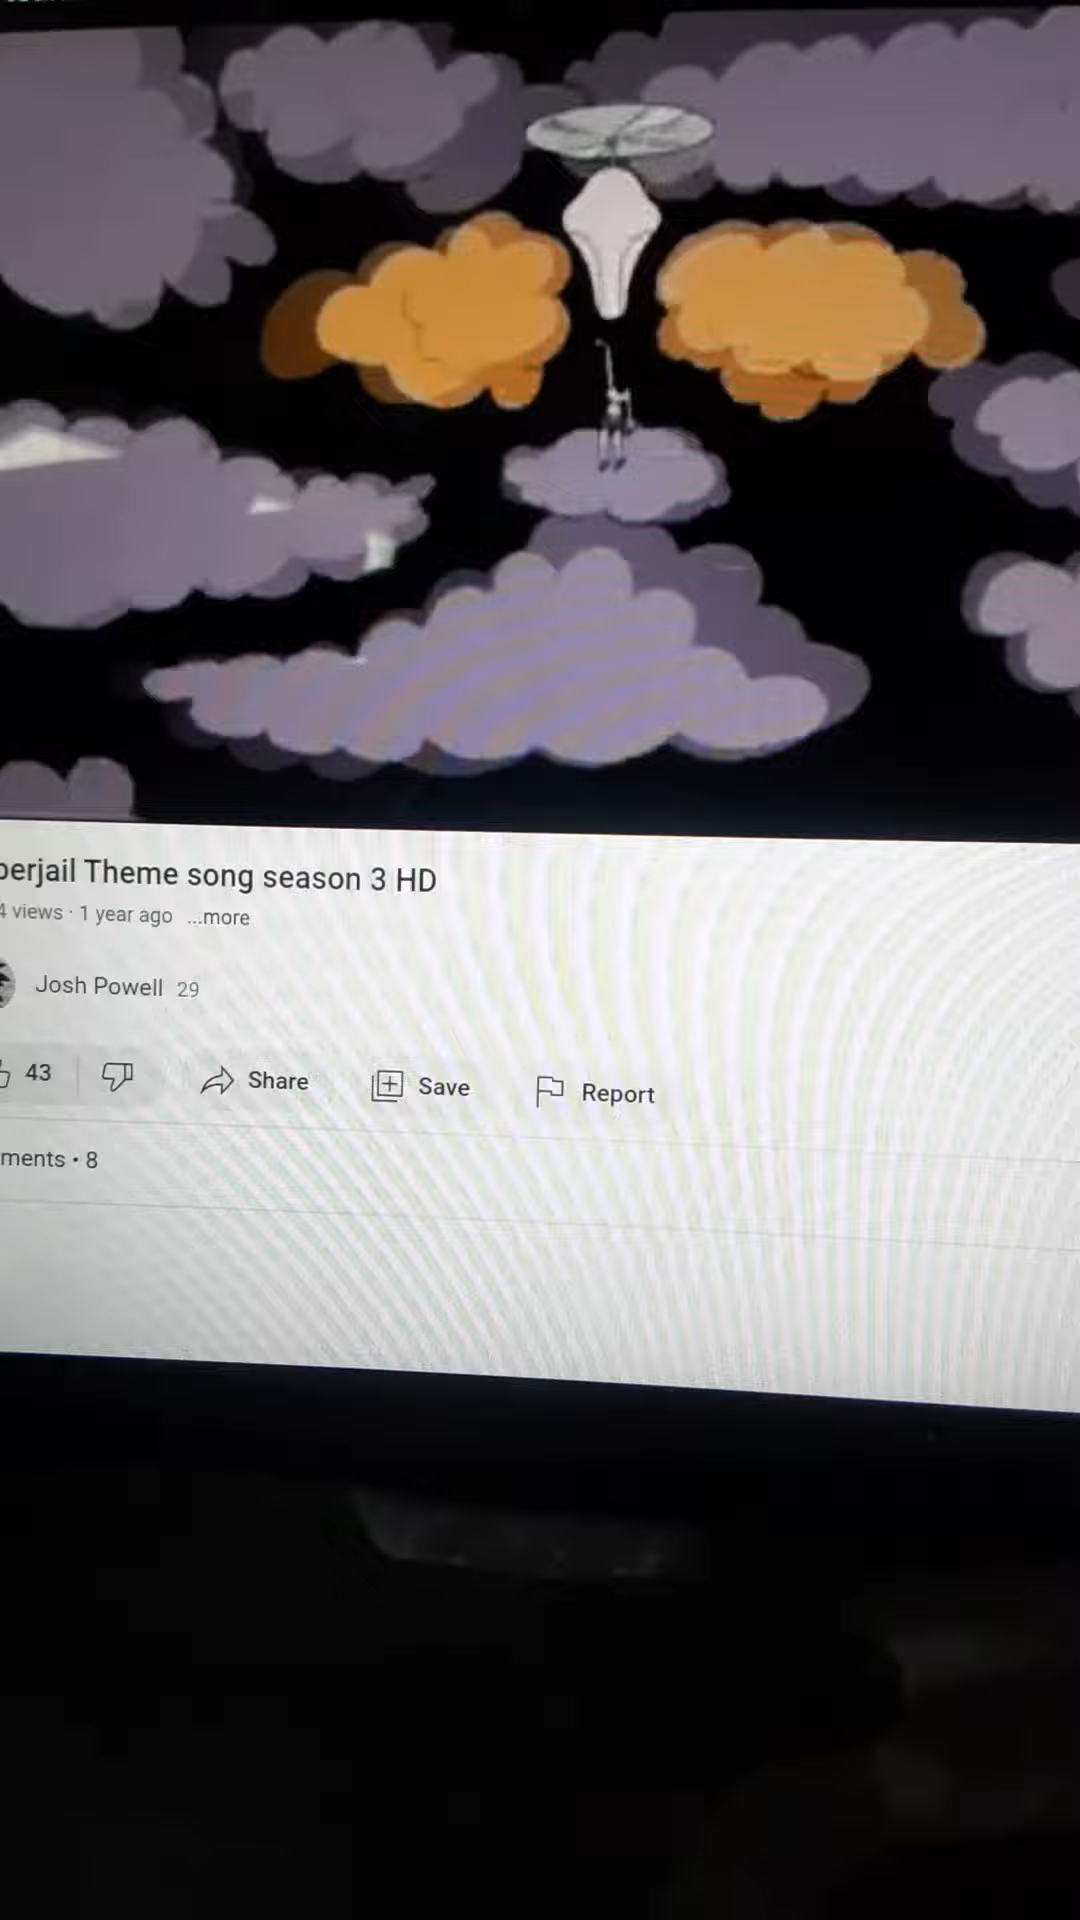 perjail Theme song season 3 HD
4 views · 1 year ago ...more
Josh Powell 29
43 Share Save Report
ments • 8